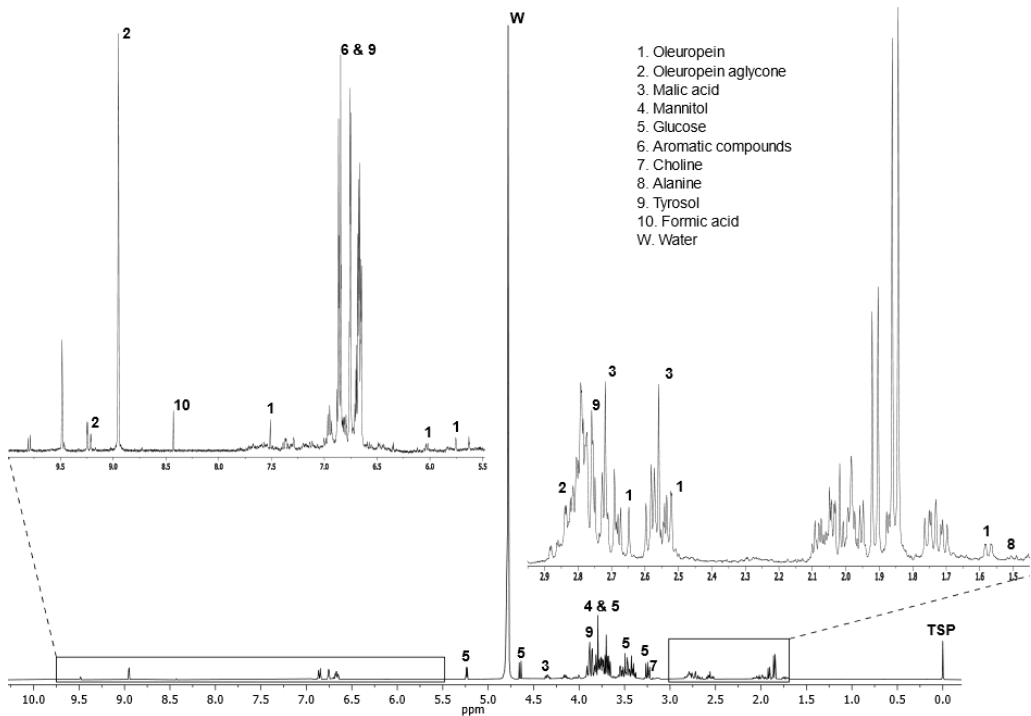 2
6 & 9
2
10
1
1
1
9.5 9.0 8.5 8.0 7.5 7.0 6.5 6.0 5.5
W
1. Oleuropein
2. Oleuropein aglycone
3. Malic acid
4. Mannitol
5. Glucose
6. Aromatic compounds
7. Choline
8. Alanine
9. Tyrosol
10. Formic acid
W. Water
3
3
9
2
1
1
1
8
2.9 2.8 2.7 2.6 2.5 2.4 2.3 2.2 2.1 2.0 1.9 1.8 1.7 1.6 1.5
4 & 5
9
5
5
5
5
3
7
TSP
10.0 9.5 9.0 8.5 8.0 7.5 7.0 6.5 6.0 5.5 5.0 4.5 4.0 3.5 3.0 2.5 2.0 1.5 1.0 0.5 0.0
ppm